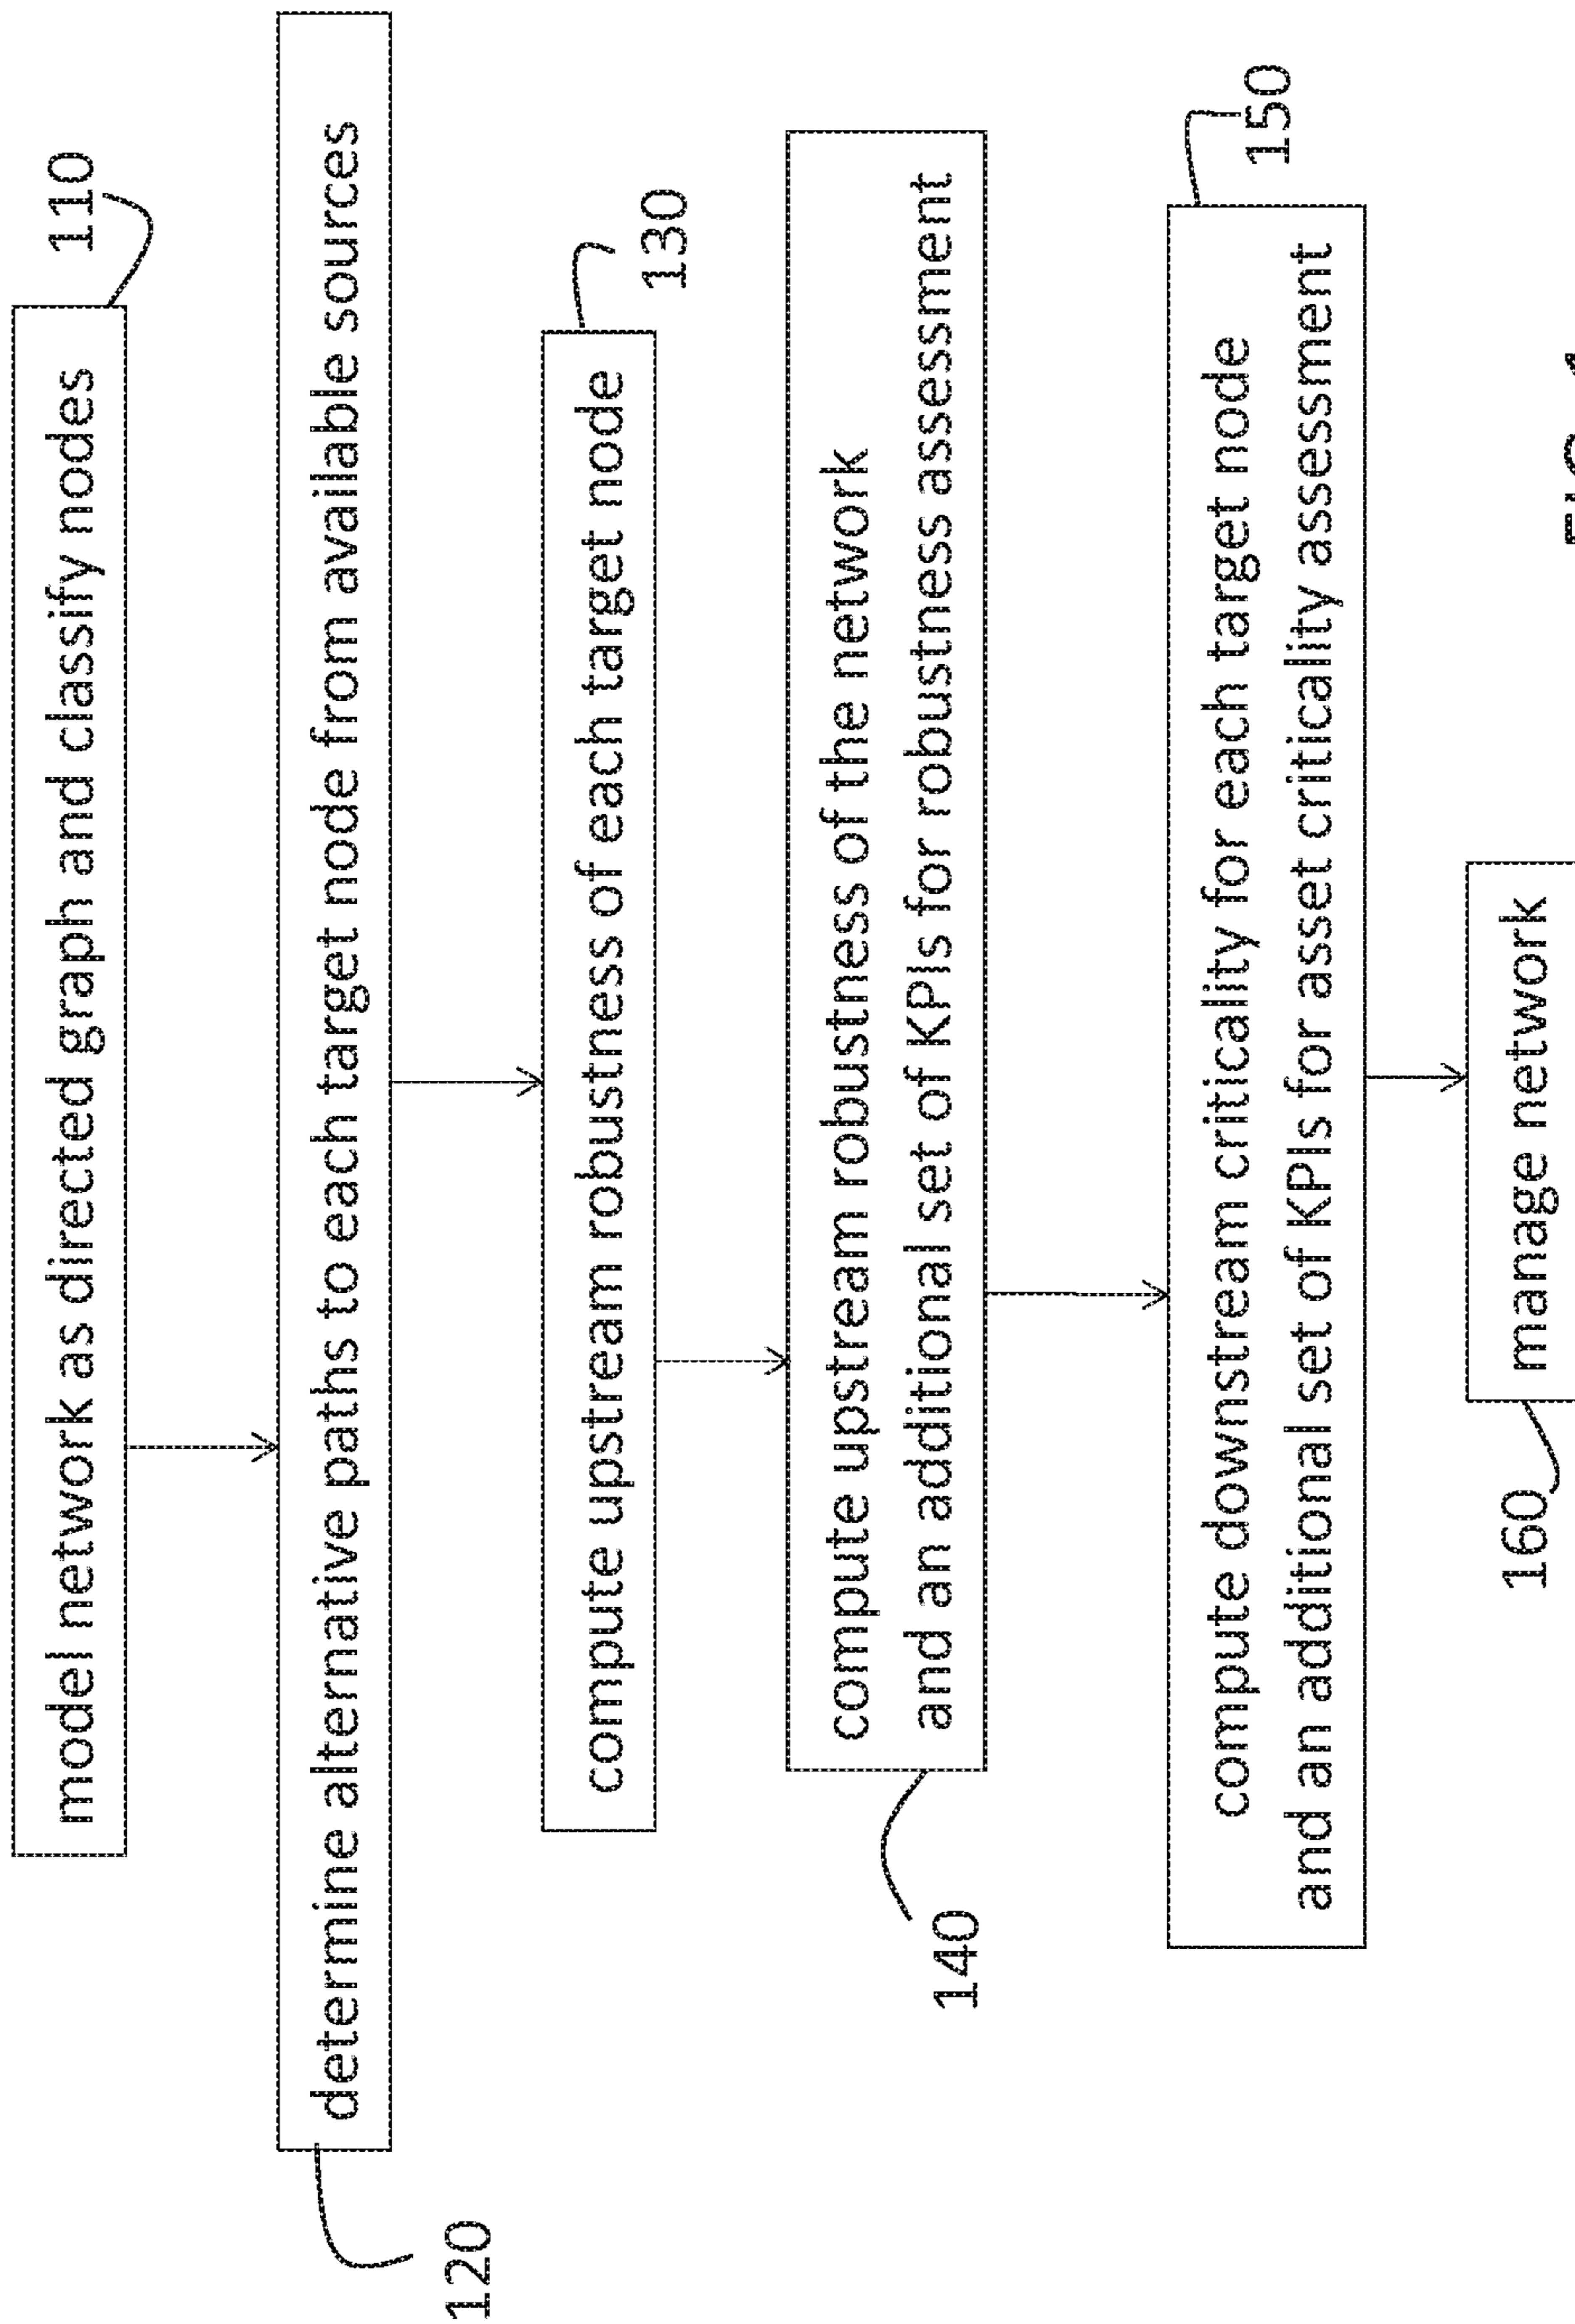 110
model network as directed graph and classify nodes
120
determine alternative paths to each target node from available sources
130
compute upstream robustness of each target node
140
compute upstream robustness of the network
and an additional set of KPIs for robustness assessment
150
compute downstream criticality for each target node
and an additional set of KPIs for asset criticality assessment
160
manage network